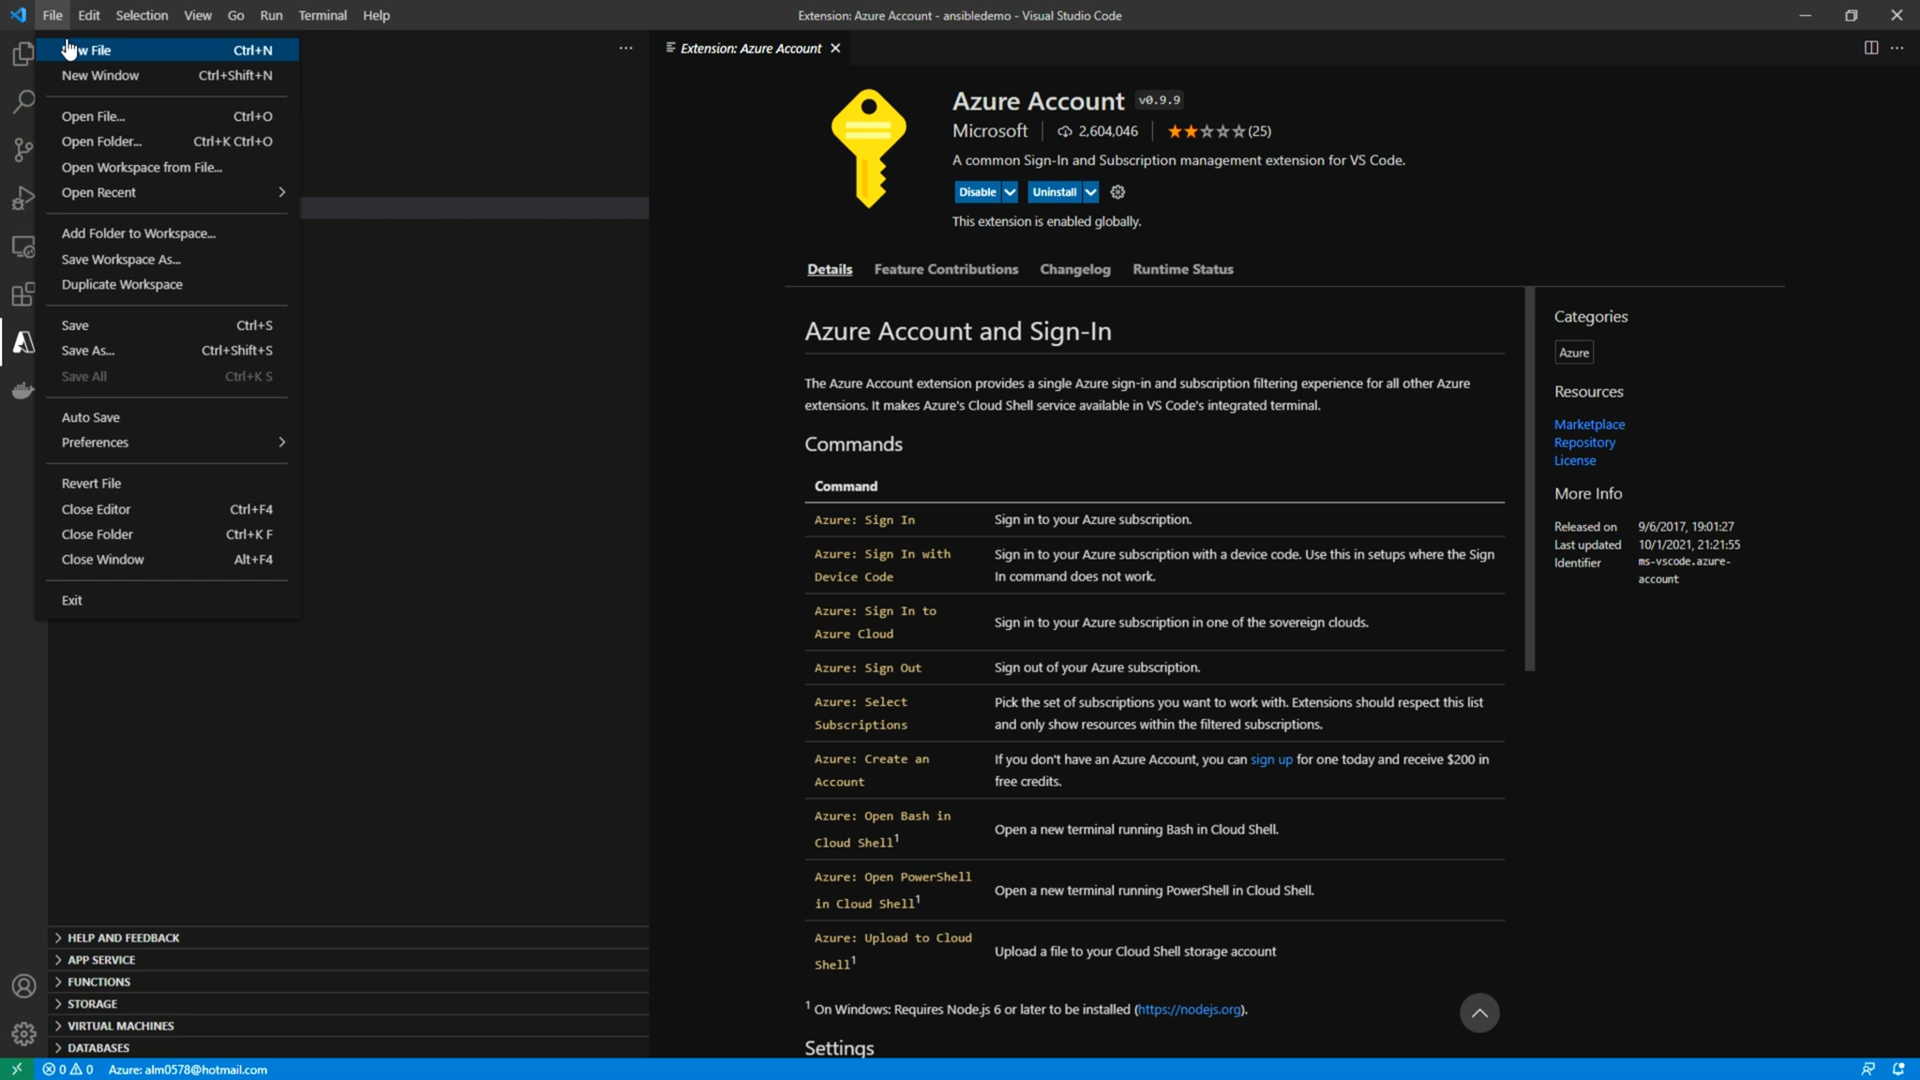 File Edit Selection View Go Run Terminal Help
Extension: Azure Account - ansibledemo - Visual Studio Code
File Ctrl+N
New Window Ctrl+Shift+N
Open File... Ctrl+O
Open Folder... Ctrl+K Ctrl+O
Open Workspace from File...
Open Recent
Add Folder to Workspace...
Save Workspace As...
Duplicate Workspace
Save Ctrl+S
Save As... Ctrl+Shift+S
Save All Ctrl+K S
Auto Save
Preferences
Revert File
Close Editor Ctrl+F4
Close Folder Ctrl+K F
Close Window Alt+F4
Exit
HELP AND FEEDBACK
APP SERVICE
FUNCTIONS
STORAGE
VIRTUAL MACHINES
DATABASES
Extension: Azure Account
Azure Account v0.9.9
Microsoft 2,604,046 (25)
A common Sign-In and Subscription management extension for VS Code.
Disable Uninstall
This extension is enabled globally.
Details Feature Contributions Changelog Runtime Status
Azure Account and Sign-In
The Azure Account extension provides a single Azure sign-in and subscription filtering experience for all other Azure
extensions. It makes Azure's Cloud Shell service available in VS Code's integrated terminal.
Commands
Command
Azure: Sign In Sign in to your Azure subscription.
Azure: Sign In with Sign in to your Azure subscription with a device code. Use this in setups where the Sign
Device Code In command does not work.
Azure: Sign In to
Azure Cloud
Sign in to your Azure subscription in one of the sovereign clouds.
Azure: Sign Out Sign out of your Azure subscription.
Azure: Select Pick the set of subscriptions you want to work with. Extensions should respect this list
Subscriptions and only show resources within the filtered subscriptions.
Azure: Create an If you don't have an Azure Account, you can sign up for one today and receive $200 in
Account free credits.
Azure: Open Bash in
Cloud Shell1
Open a new terminal running Bash in Cloud Shell.
Azure: Open PowerShell
in Cloud Shell1
Open a new terminal running PowerShell in Cloud Shell.
Azure: Upload to Cloud
Shell1
Upload a file to your Cloud Shell storage account
1 On Windows: Requires Node.js 6 or later to be installed (https://nodejs.org).
Settings
Categories
Azure
Resources
Marketplace
Repository
License
More Info
Released on 9/6/2017, 19:01:27
Last updated 10/1/2021, 21:21:55
Identifier ms-vscode.azure-
account
0 0 Azure: alm0578@hotmail.com